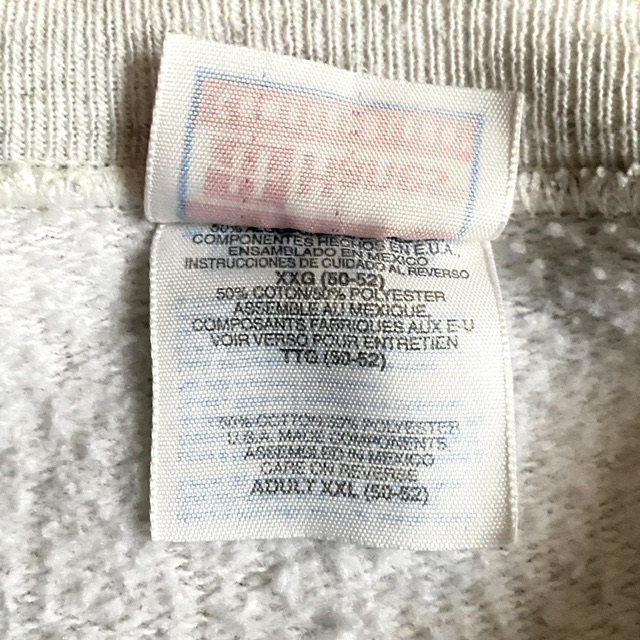 COMPONENTES HECHOS EN E.U.A.,
ENSAMBLADO EN MEXICO
INSTRUCCIONES DE CUIDADO AL REVERSO
XXG (50-52)
50% COTON/50% POLYESTER
ASSEMBLE AU MEXIQUE,
COMPOSANTS FABRIQUES AUX E-U
VOIR VERSO POUR ENTRETIEN
TTG (50-52)
50% COTTON/50% POLYESTER
U.S.A. MADE COMPONENTS,
ASSEMBLED IN MEXICO
CARE ON REVERSE
ADULT XXL (50-52)